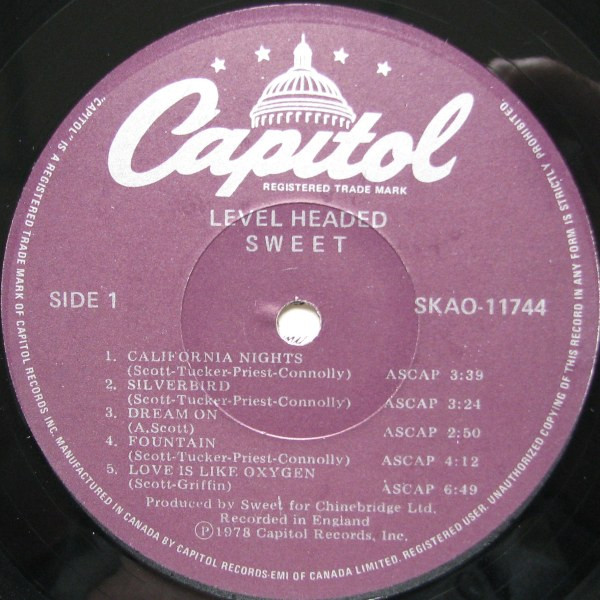 Capitol
REGISTERED TRADE MARK
LEVEL HEADED
SWEET
SIDE 1
SKAO-11744
1. CALIFORNIA NIGHTS
(Scott-Tucker-Priest-Connolly) ASCAP 3:39
2. SILVERBIRD
(Scott-Tucker-Priest-Connolly) ASCAP 3:24
3. DREAM ON
(A.Scott) ASCAP 2:50
4. FOUNTAIN
(Scott-Tucker-Priest-Connolly) ASCAP 4:12
5. LOVE IS LIKE OXYGEN
(Scott-Griffin) ASCAP 6:49
Produced by Sweet for Chinebridge Ltd.
Recorded in England
Ⓟ1978 Capitol Records, Inc.
"CAPITOL" IS A REGISTERED TRADE MARK OF CAPITOL RECORDS INC. MANUFACTURED IN CANADA BY CAPITOL RECORDS-EMI OF CANADA LIMITED. REGISTERED USER. UNAUTHORIZED COPYING OF THIS RECORD IN ANY FORM IS STRICTLY PROHIBITED.